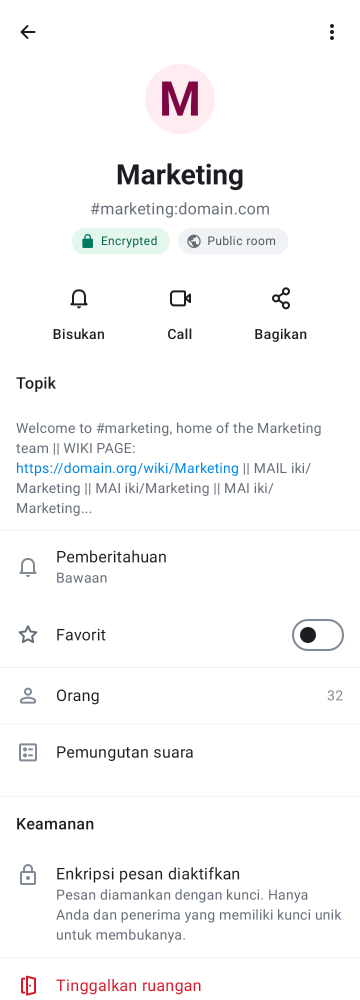 M
Marketing
#marketing:domain.com
Encrypted
Public room
Bisukan
Call
Bagikan
Topik
Welcome to #marketing, home of the Marketing
team || WIKI PAGE:
https://domain.org/wiki/Marketing || MAIL iki/
Marketing || MAI iki/Marketing || MAI iki/
Marketing...
Pemberitahuan
Bawaan
Favorit
Orang 32
Pemungutan suara
Keamanan
Enkripsi pesan diaktifkan
Pesan diamankan dengan kunci. Hanya
Anda dan penerima yang memiliki kunci unik
untuk membukanya.
Tinggalkan ruangan